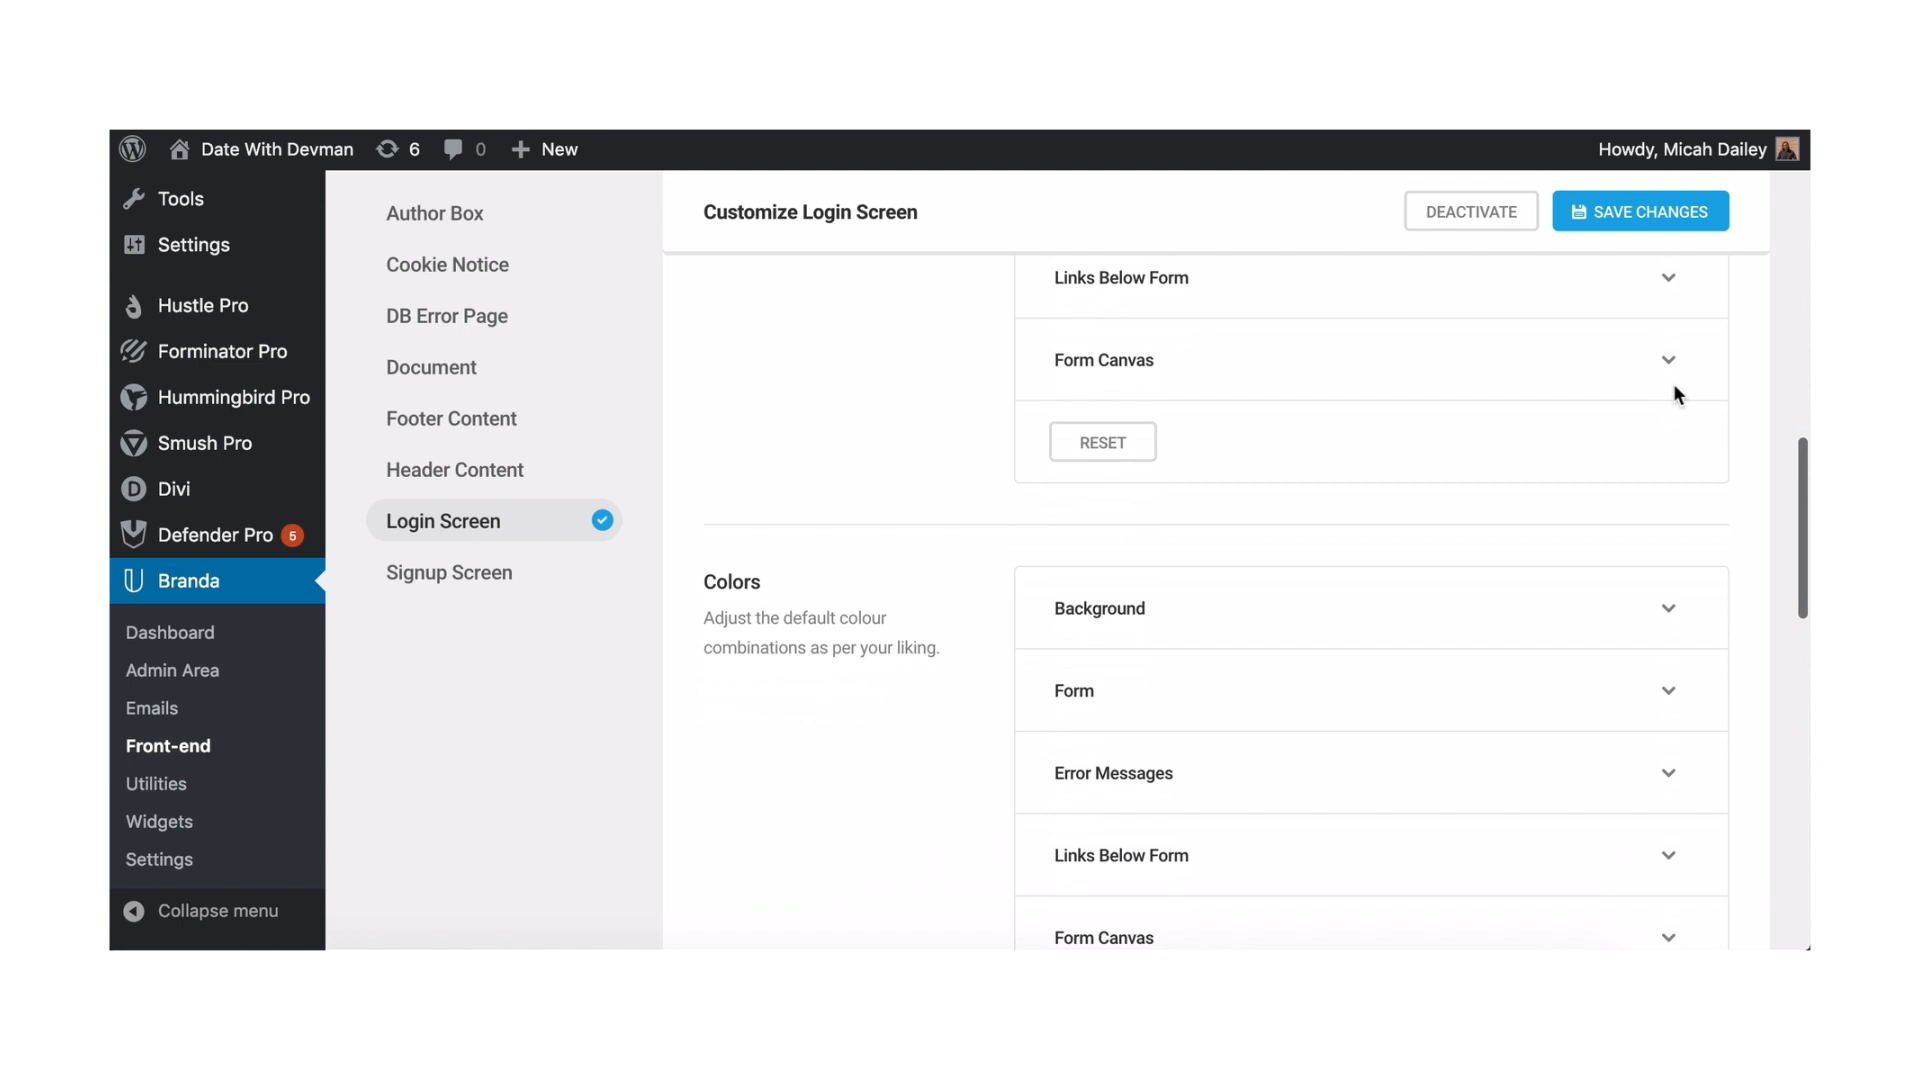 Date With Devman 6 0 New Howdy, Micah Dailey
Tools
Settings
Hustle Pro
Forminator Pro
Hummingbird Pro
Smush Pro
Divi
Defender Pro 5
Branda
Dashboard
Admin Area
Emails
Front-end
Utilities
Widgets
Settings
Collapse menu
Author Box
Cookie Notice
DB Error Page
Document
Footer Content
Header Content
Login Screen
Signup Screen
Customize Login Screen DEACTIVATE SAVE CHANGES
Links Below Form
Form Canvas
RESET
Colors
Adjust the default colour
combinations as per your liking.
Background
Form
Error Messages
Links Below Form
Form Canvas